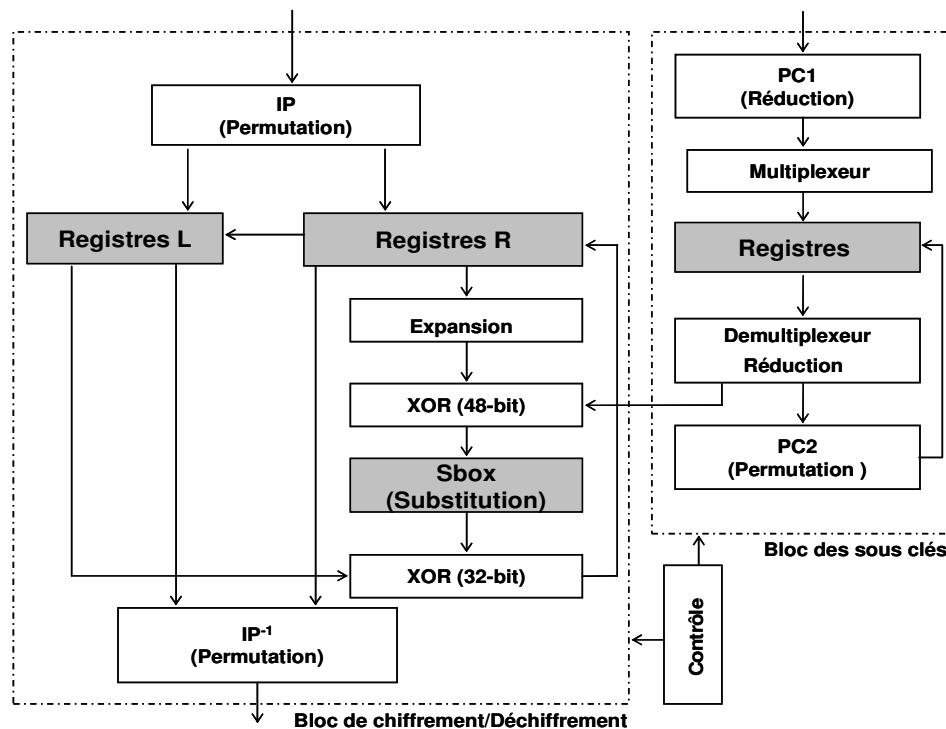 IP
(Permutation)
Registres L
Registres R
Expansion
XOR (48-bit)
Sbox
(Substitution)
XOR (32-bit)
IP-1
(Permutation)
Bloc de chiffrement/Déchiffrement
PC1
(Réduction)
Multiplexeur
Registres
Demultiplexeur
Réduction
PC2
(Permutation )
Bloc des sous clés
Contrôle